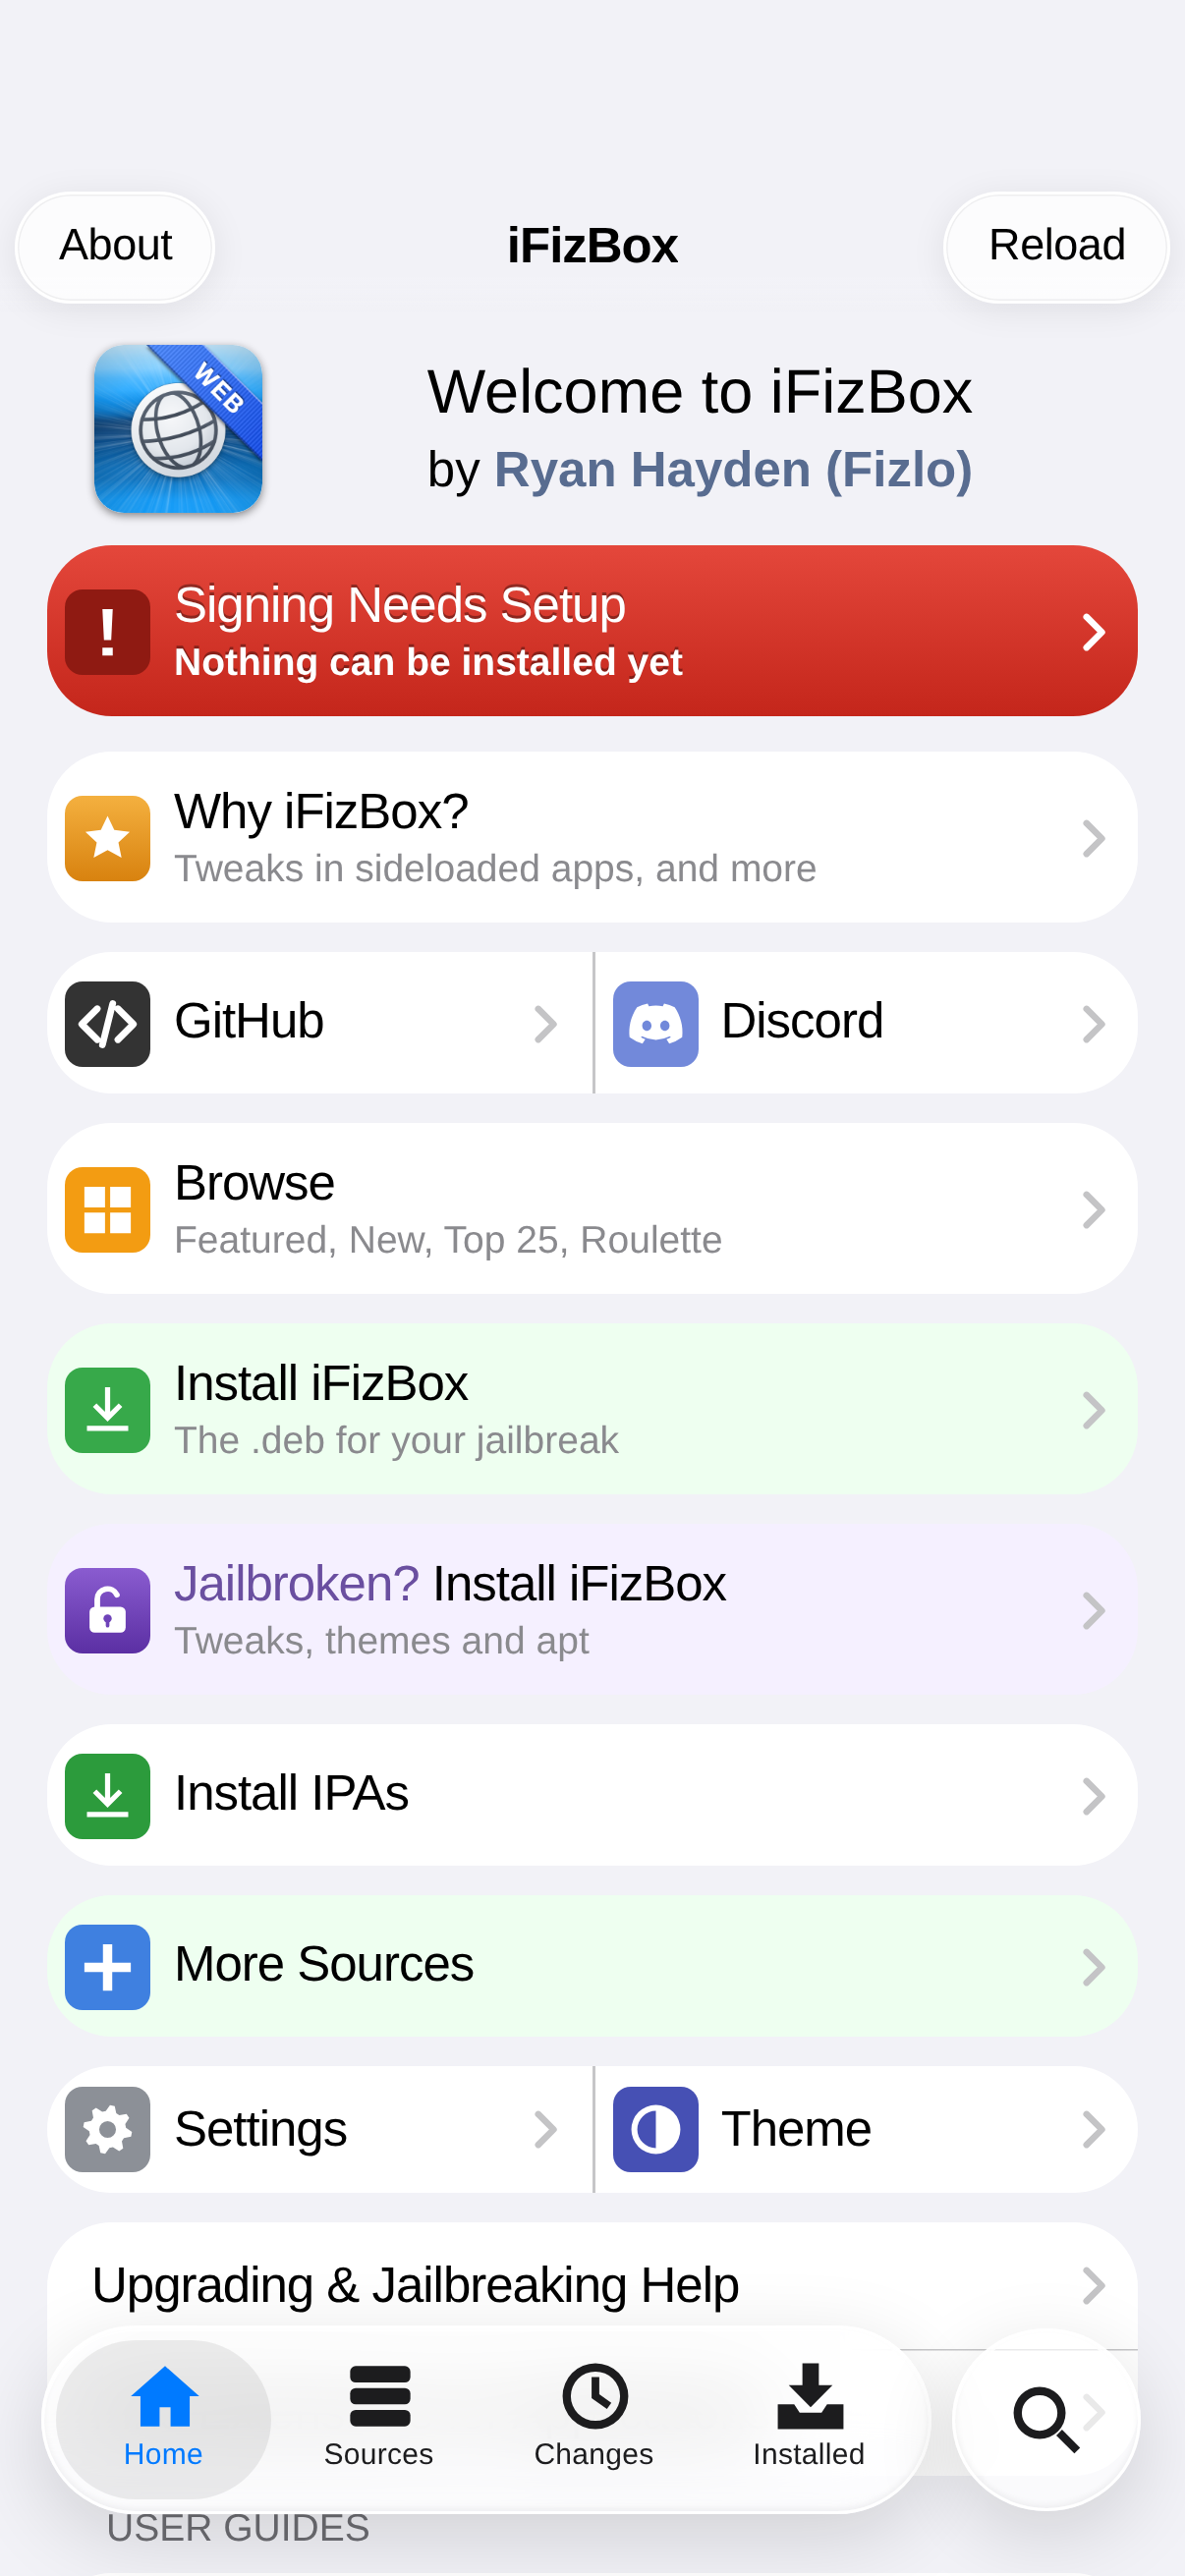 About
iFizBox
Reload
WEB
Welcome to iFizBox
by Ryan Hayden (Fizlo)
!
Signing Needs Setup
Nothing can be installed yet
Why iFizBox?
Tweaks in sideloaded apps, and more
GitHub
Discord
Browse
Featured, New, Top 25, Roulette
Install iFizBox
The .deb for your jailbreak
Jailbroken? Install iFizBox
Tweaks, themes and apt
Install IPAs
More Sources
Settings
Theme
Upgrading & Jailbreaking Help
Home
Sources
Changes
Installed
USER GUIDES